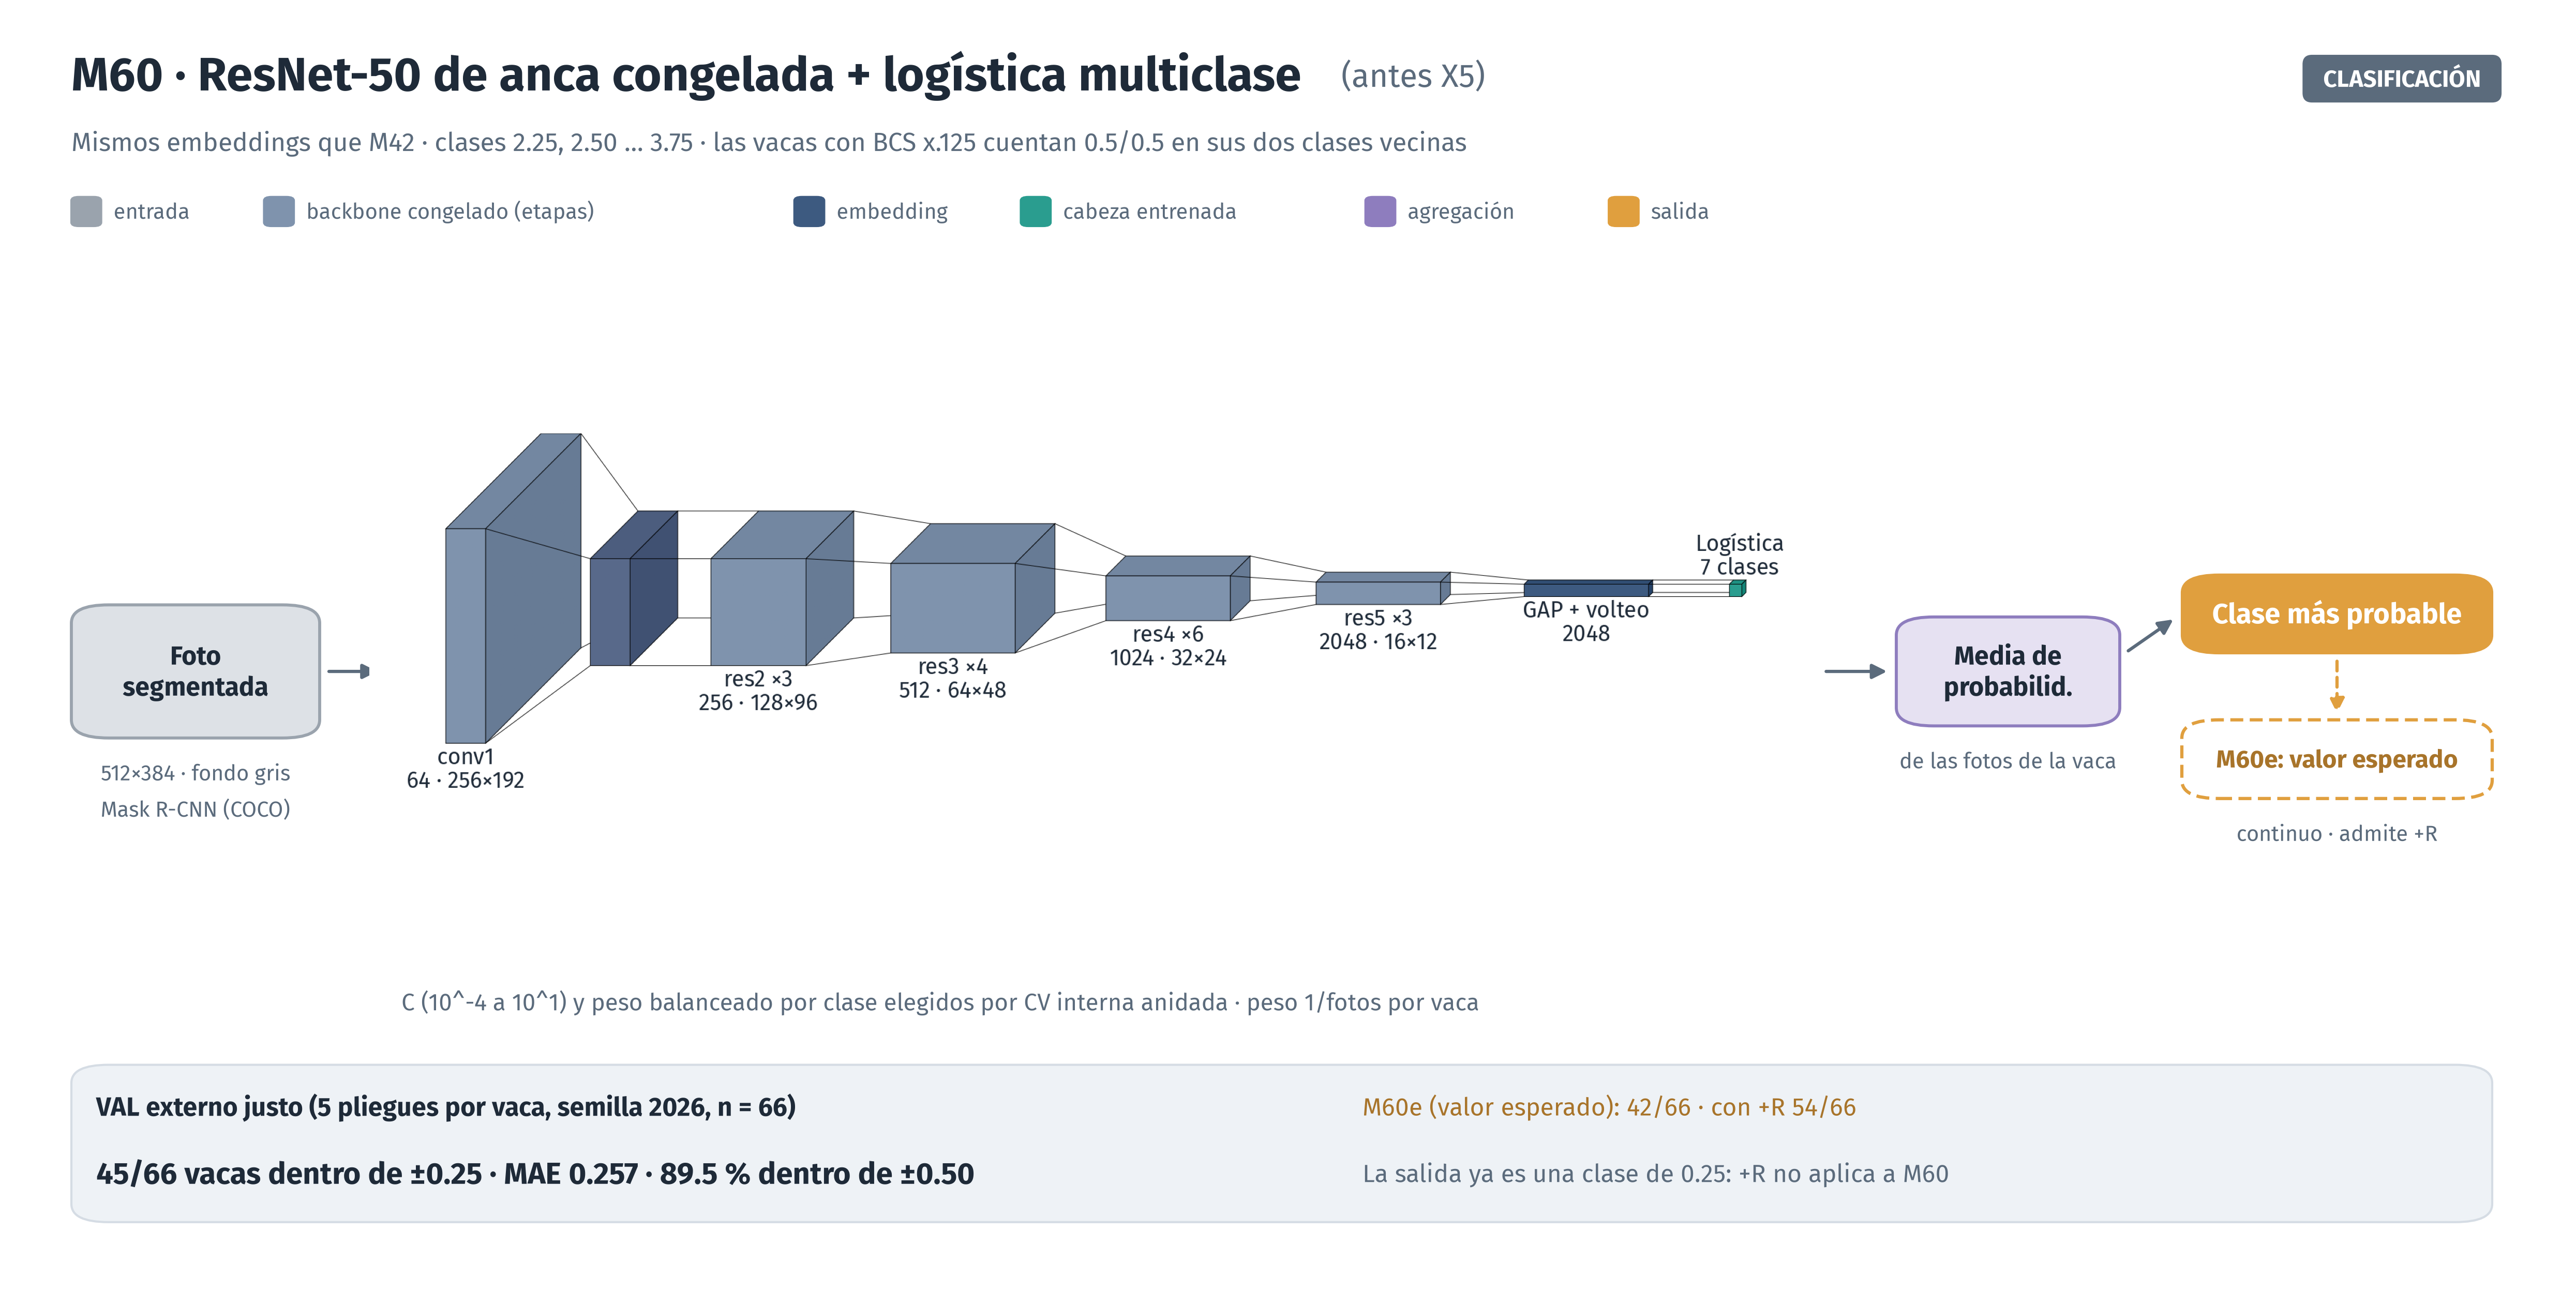 M60 · ResNet-50 de anca congelada + logística multiclase (antes X5)
CLASIFICACIÓN
Mismos embeddings que M42 · clases 2.25, 2.50 ... 3.75 · las vacas con BCS x.125 cuentan 0.5/0.5 en sus dos clases vecinas
entrada
backbone congelado (etapas)
embedding
cabeza entrenada
agregación
salida
Foto
segmentada
512×384 · fondo gris
Mask R-CNN (COCO)
conv1
64 · 256×192
res2 ×3
256 · 128×96
res3 ×4
512 · 64×48
res4 ×6
1024 · 32×24
res5 ×3
2048 · 16×12
GAP + volteo
2048
Logística
7 clases
Media de
probabilid.
de las fotos de la vaca
Clase más probable
M60e: valor esperado
continuo · admite +R
C (10^-4 a 10^1) y peso balanceado por clase elegidos por CV interna anidada · peso 1/fotos por vaca
VAL externo justo (5 pliegues por vaca, semilla 2026, n = 66)
45/66 vacas dentro de ±0.25 · MAE 0.257 · 89.5 % dentro de ±0.50
M60e (valor esperado): 42/66 · con +R 54/66
La salida ya es una clase de 0.25: +R no aplica a M60